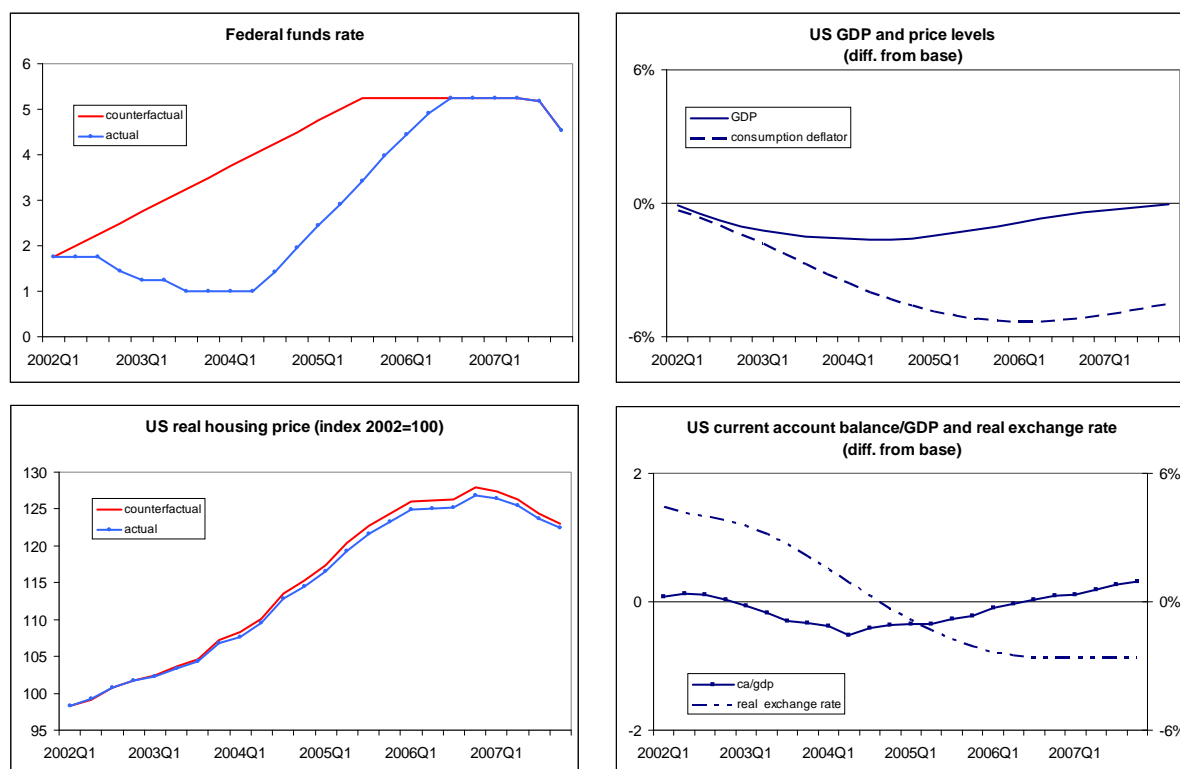 Federal funds rate
6
5
4
3
2
1
0
counterfactual
actual
2002Q1 2003Q1 2004Q1 2005Q1 2006Q1 2007Q1
US GDP and price levels
(diff. from base)
6%
0%
-6%
GDP
consumption deflator
2002Q1 2003Q1 2004Q1 2005Q1 2006Q1 2007Q1
US real housing price (index 2002=100)
130
125
120
115
110
105
100
95
counterfactual
actual
2002Q1 2003Q1 2004Q1 2005Q1 2006Q1 2007Q1
US current account balance/GDP and real exchange rate
(diff. from base)
2
0
-2
6%
0%
-6%
ca/gdp
real exchange rate
2002Q1 2003Q1 2004Q1 2005Q1 2006Q1 2007Q1